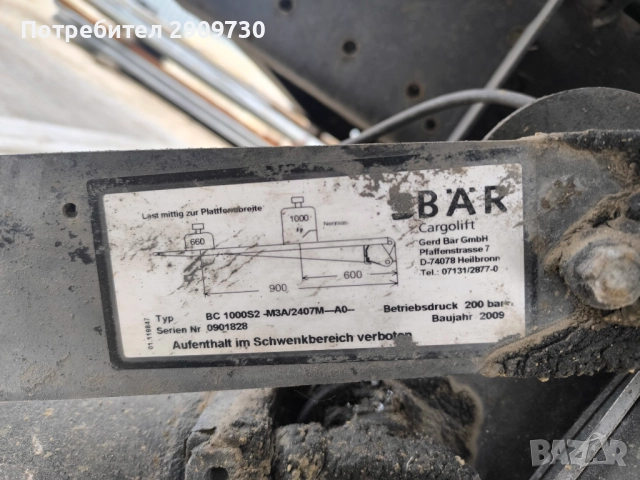 Потребител 2909730
BÄR
Cargolift
Gerd Bär GmbH
Pfaffenstrasse 7
D-74078 Heilbronn
Tel.: 07131/2877-0
Last mittig zur Plattformbreite
1000
660
600
900
Typ BC 1000S2 -M3A/2407M—A0- Betriebsdruck 200 bar
Serien Nr 0901828 Baujahr 2009
Aufenthalt im Schwenkbereich verboten
BAZAR